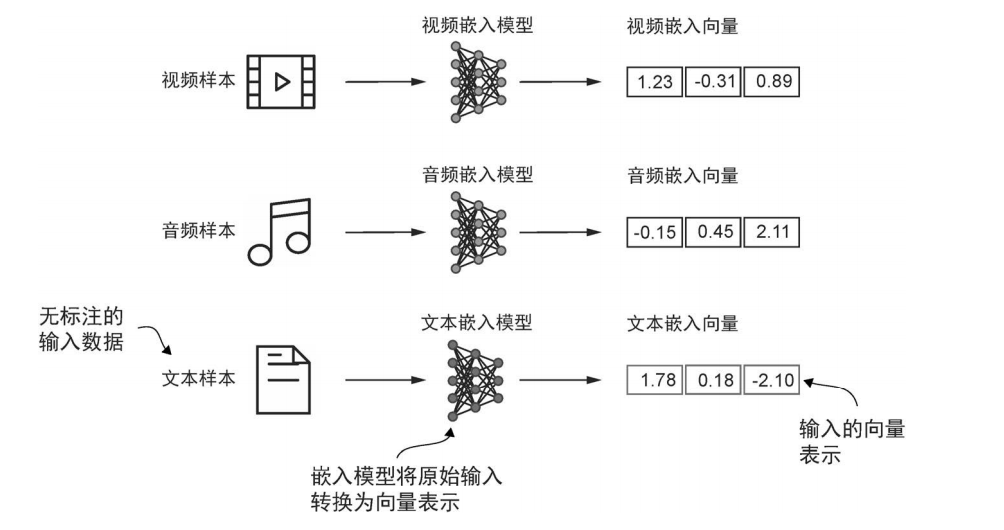 视频嵌入模型
视频嵌入向量
视频样本
1.23 -0.31 0.89
音频嵌入模型
音频嵌入向量
音频样本
-0.15 0.45 2.11
无标注的
输入数据
文本嵌入模型
文本嵌入向量
文本样本
1.78 0.18 -2.10
输入的向量
表示
嵌入模型将原始输入
转换为向量表示